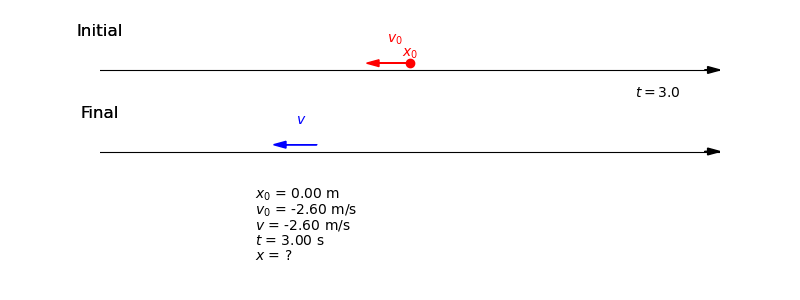 Initial
v₀
x₀
t = 3.0
Final
v
x₀ = 0.00 m
v₀ = -2.60 m/s
v = -2.60 m/s
t = 3.00 s
x = ?